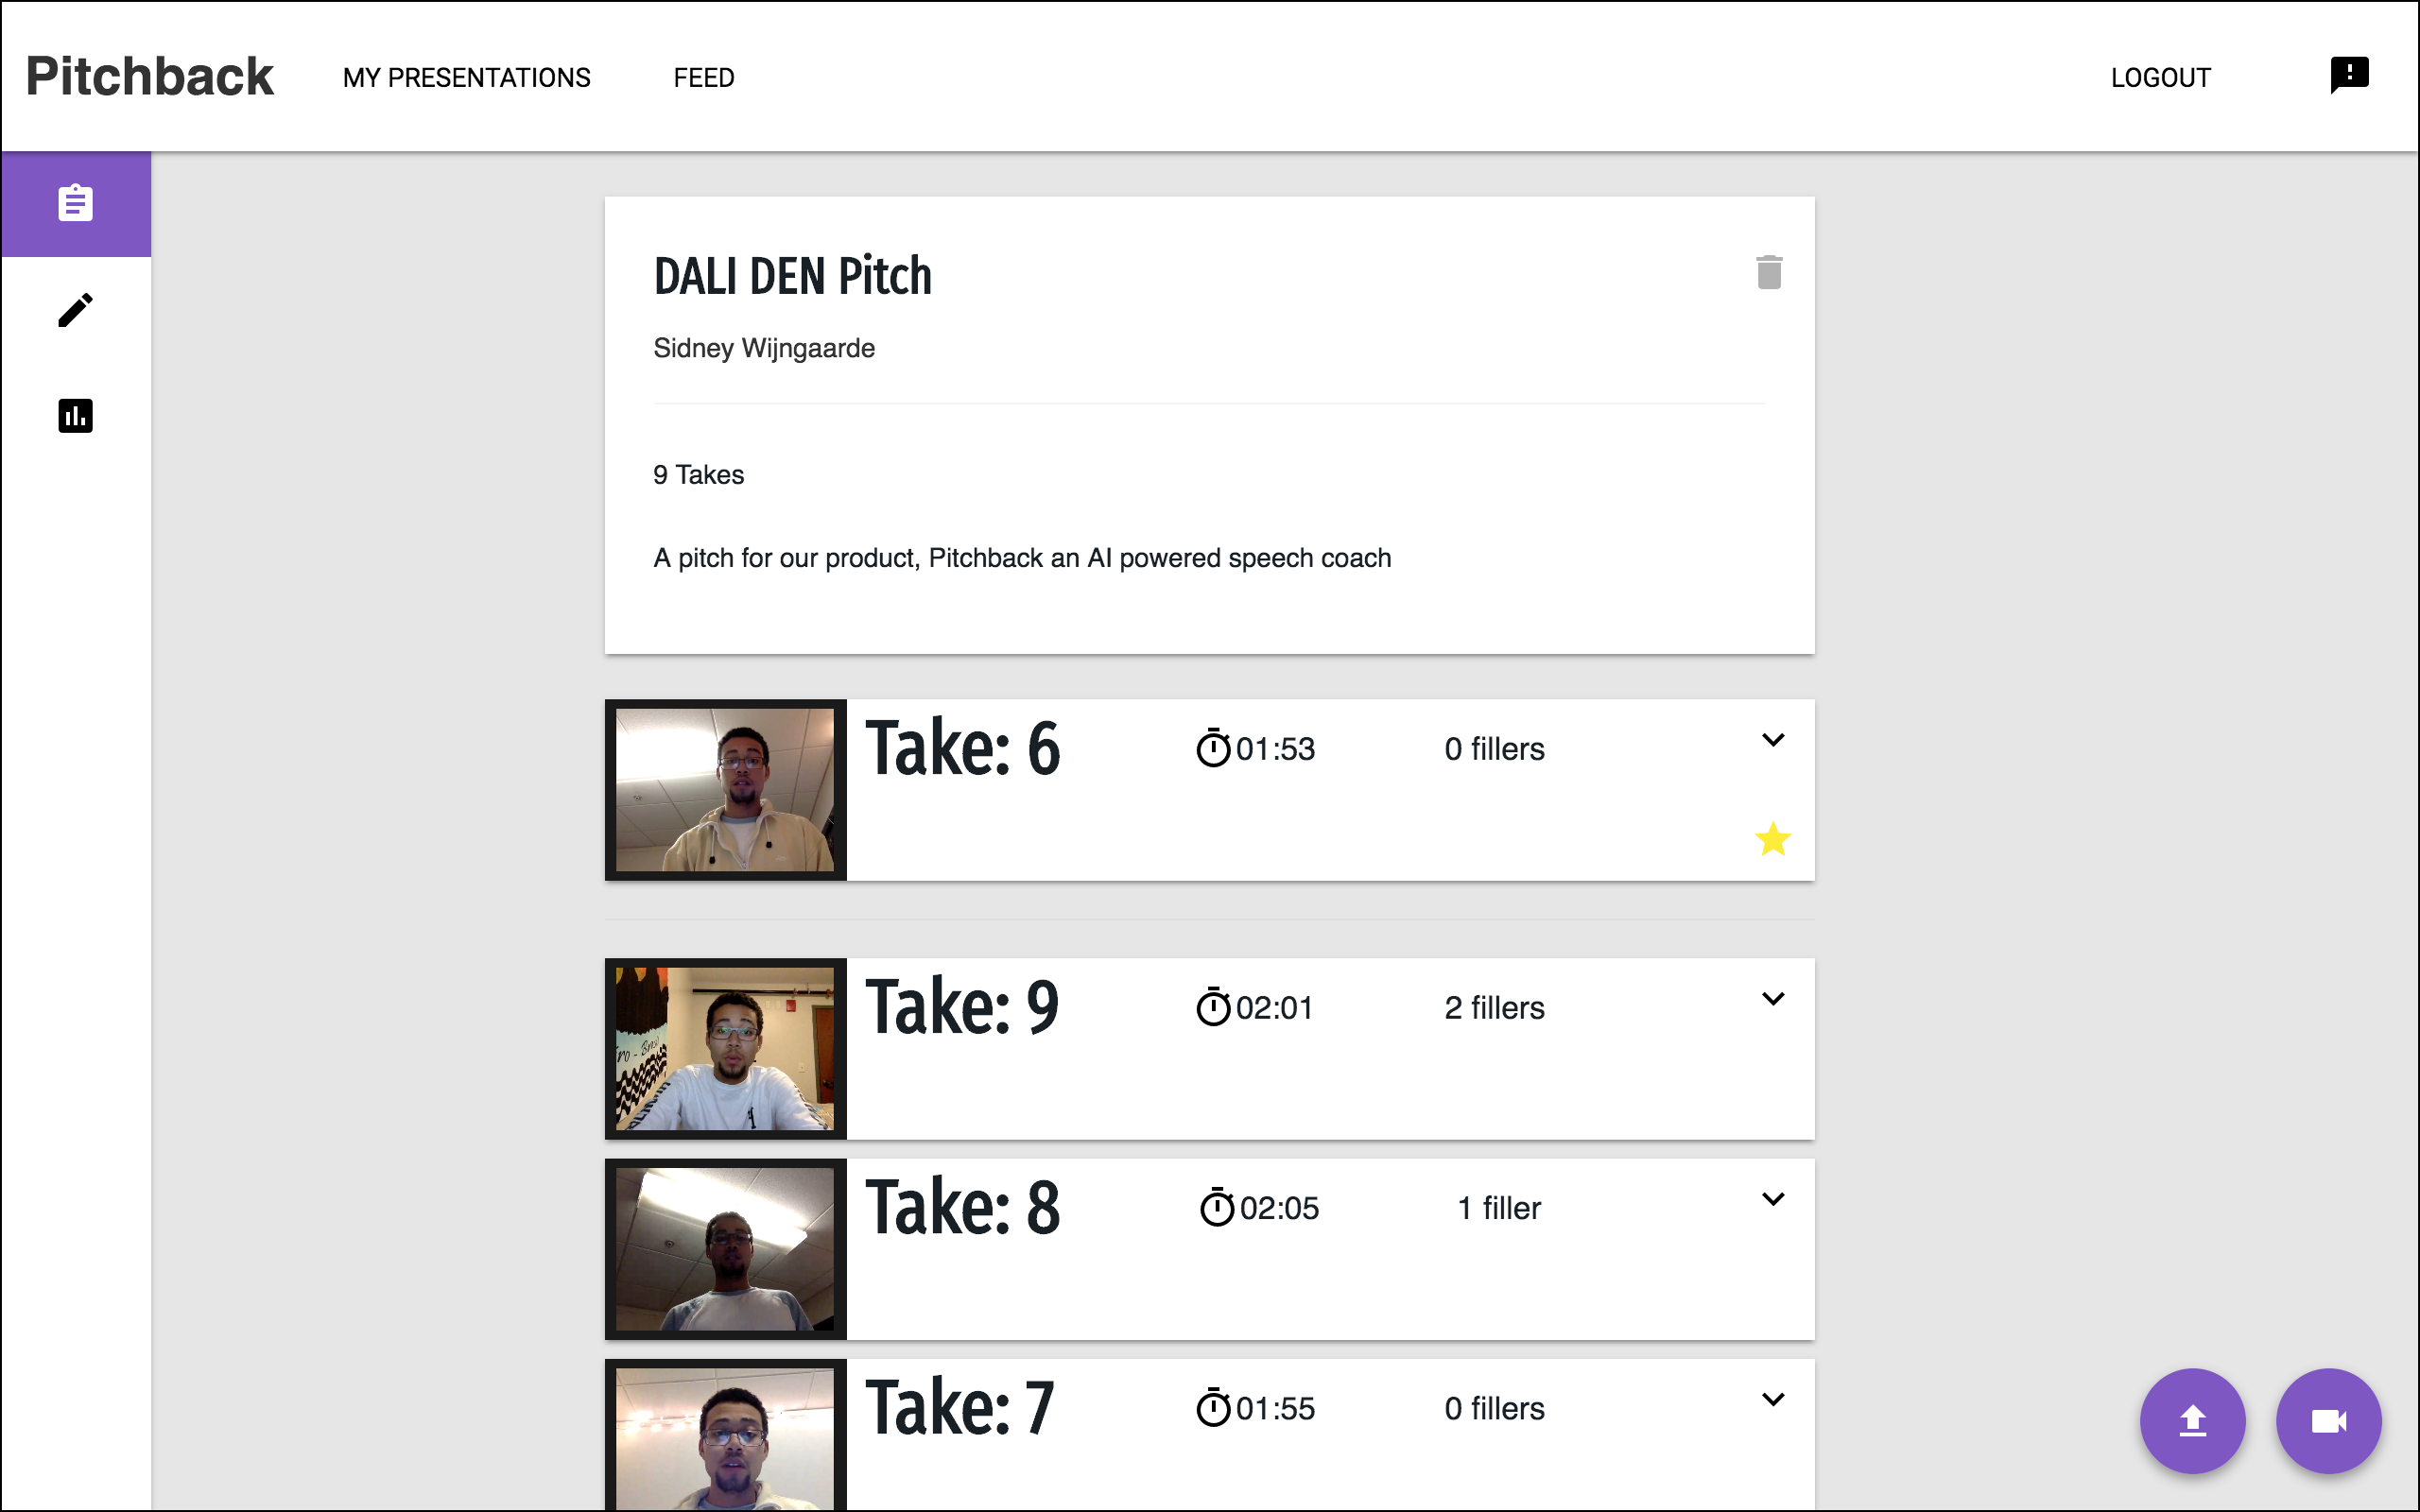 Pitchback MY PRESENTATIONS FEED LOGOUT
DALI DEN Pitch
Sidney Wijngaarde
9 Takes
A pitch for our product, Pitchback an AI powered speech coach
Take: 6 01:53 0 fillers
Take: 9 02:01 2 fillers
Take: 8 02:05 1 filler
Take: 7 01:55 0 fillers